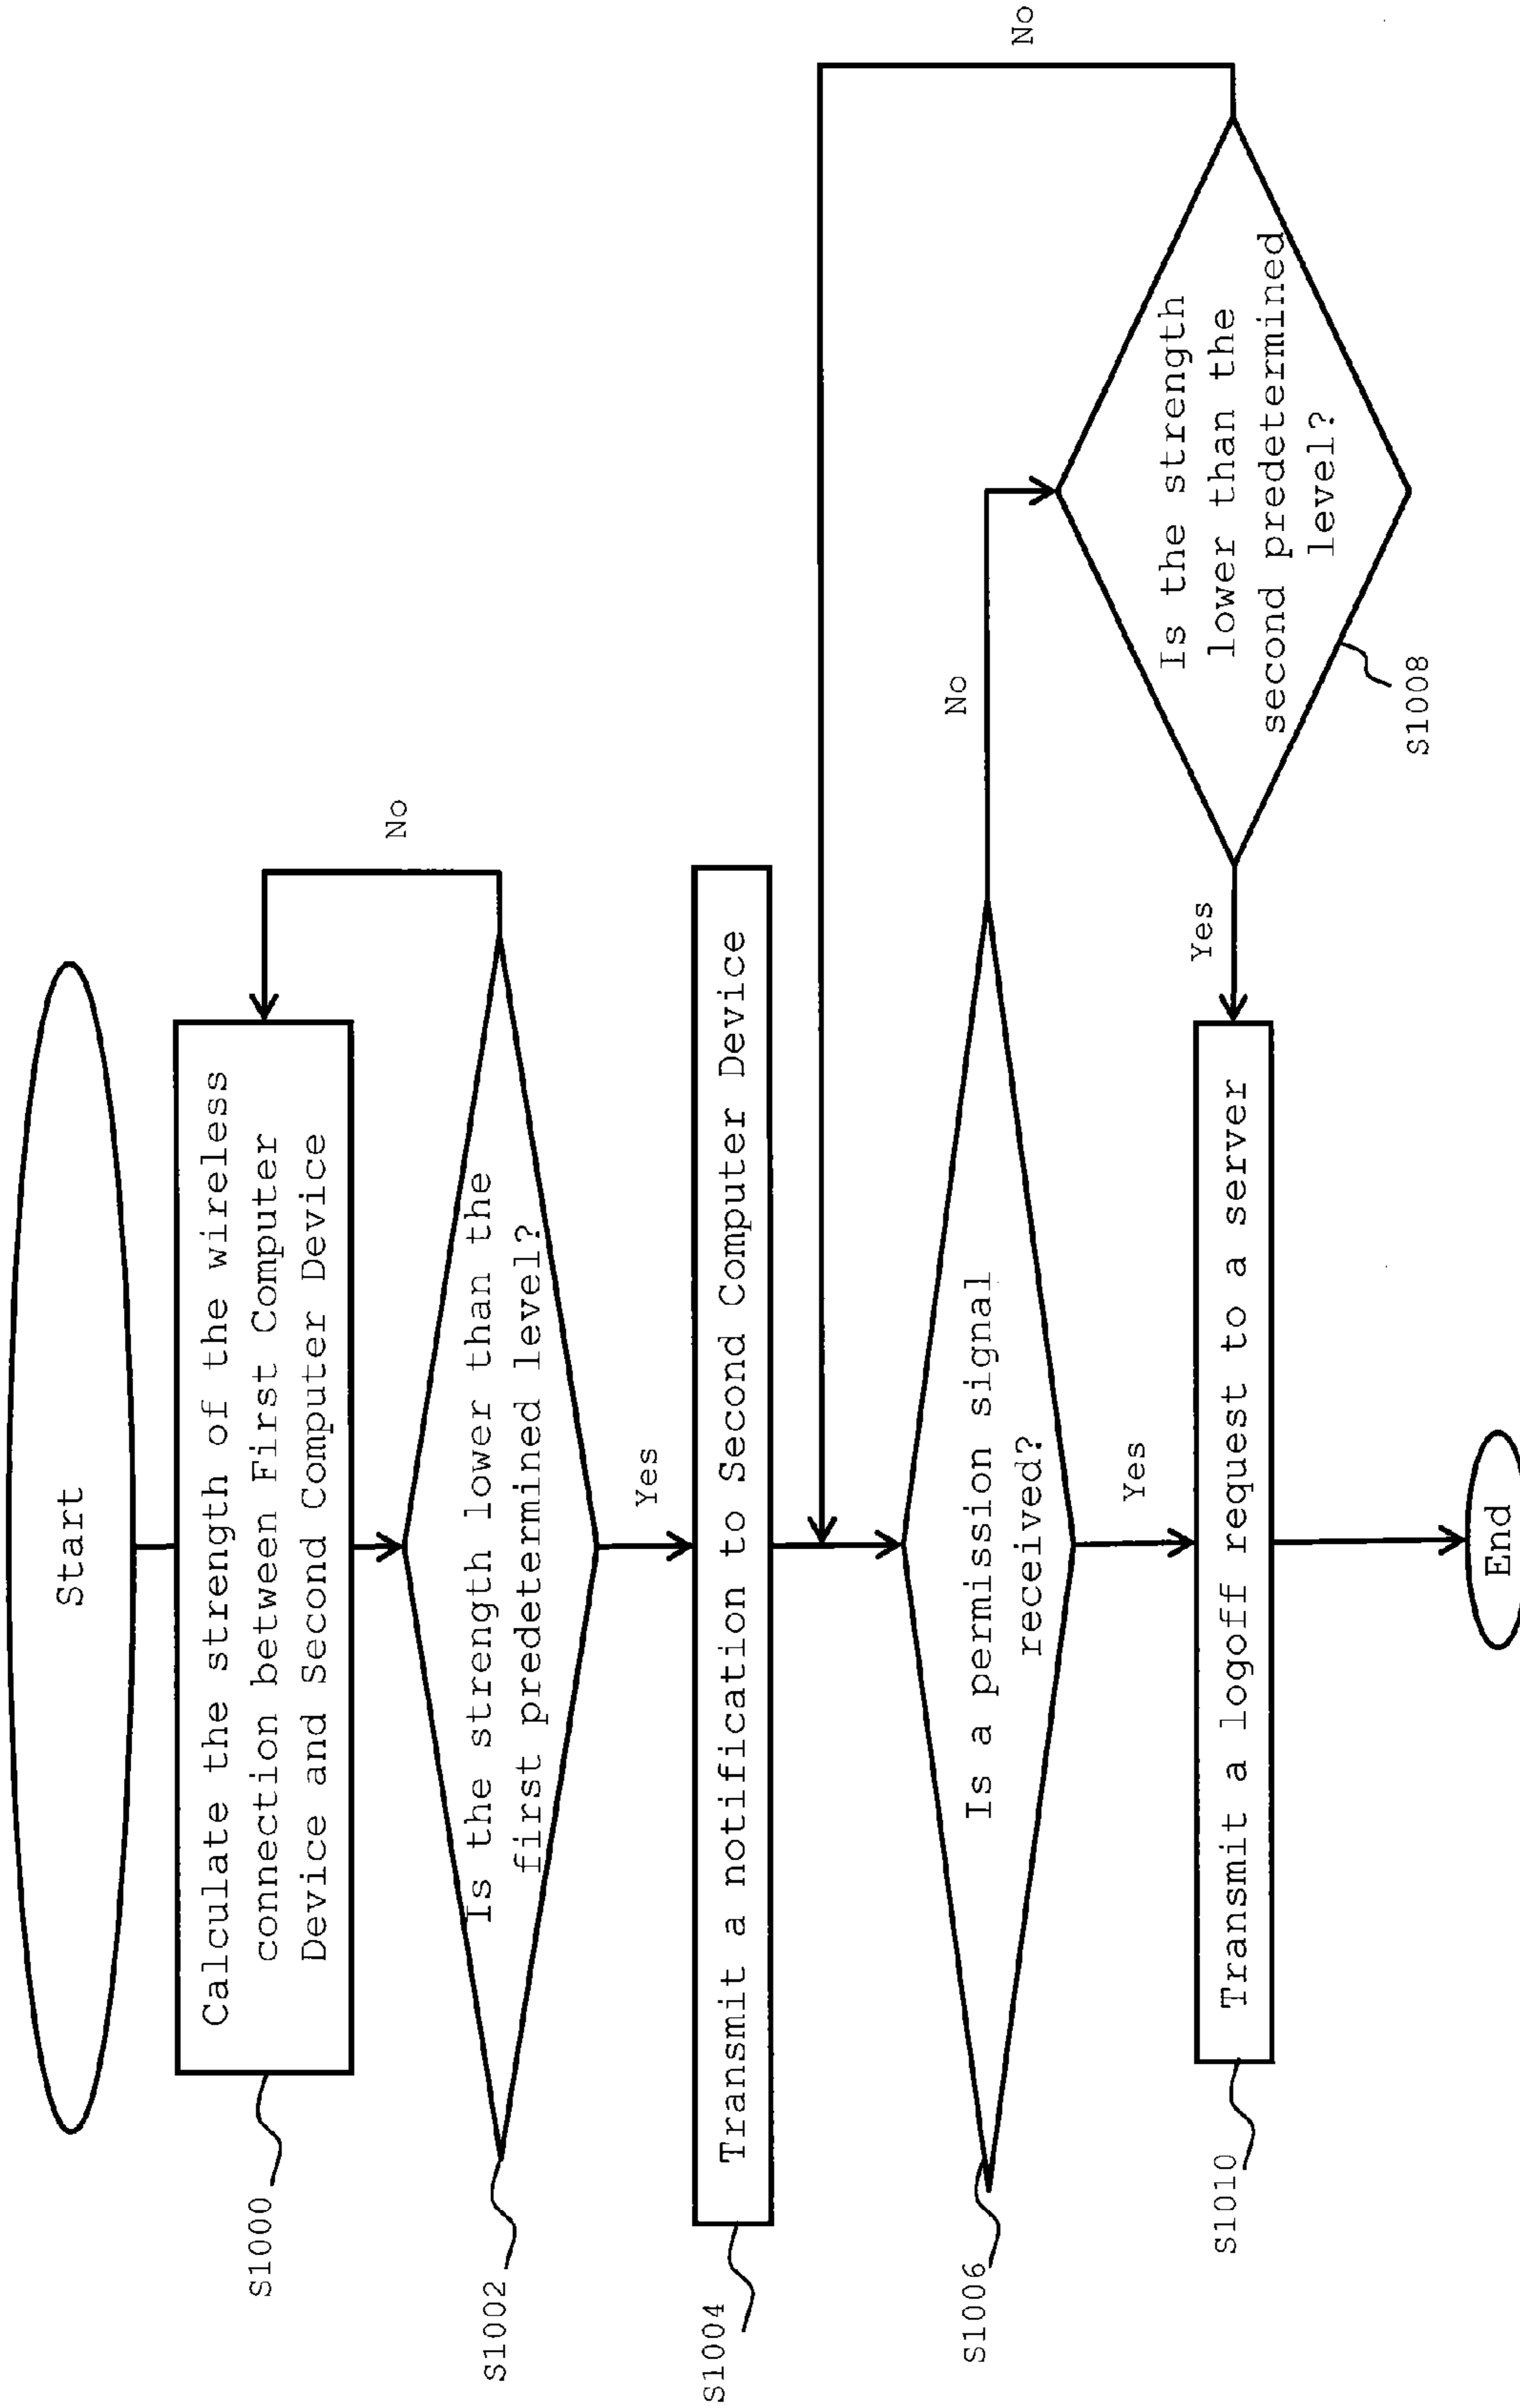 Start
S1000
Calculate the strength of the wireless
connection between First Computer
Device and Second Computer Device
S1002
Is the strength lower than the
first predetermined level?
No
Yes
S1004
Transmit a notification to Second Computer Device
S1006
Is a permission signal
received?
No
Yes
Is the strength
lower than the
second predetermined
level?
No
Yes
S1008
S1010
Transmit a logoff request to a server
End